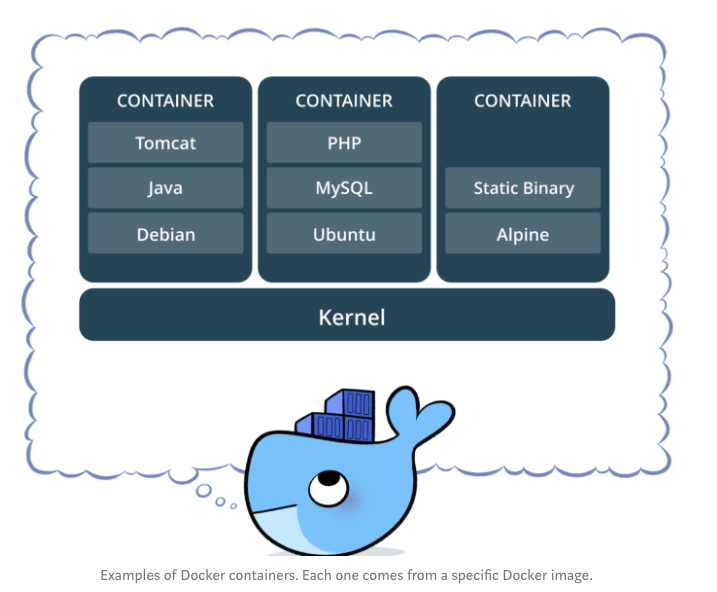 CONTAINER
Tomcat
Java
Debian
CONTAINER
PHP
MySQL
Ubuntu
CONTAINER
Static Binary
Alpine
Kernel
Examples of Docker containers. Each one comes from a specific Docker image.